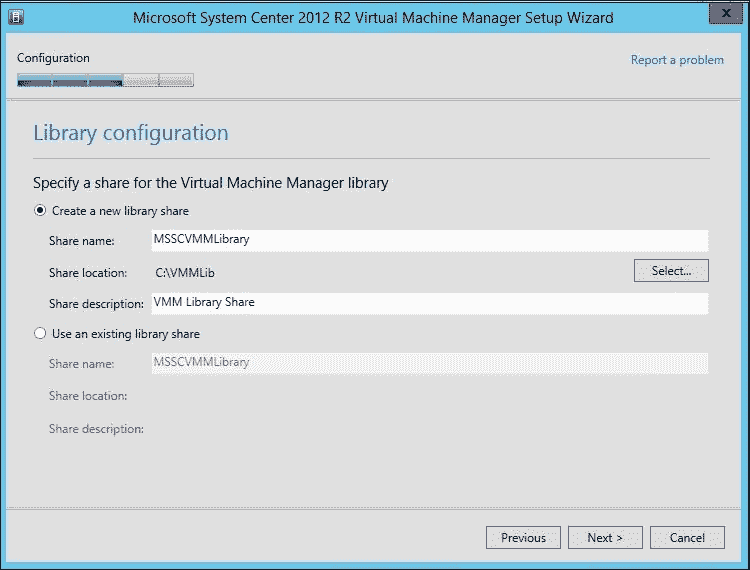 Microsoft System Center 2012 R2 Virtual Machine Manager Setup Wizard
x
Configuration
Report a problem
Library configuration
Specify a share for the Virtual Machine Manager library
Create a new library share
Share name: MSSCVMMLibrary
Share location: C:\VMMLib Select...
Share description: VMM Library Share
Use an existing library share
Share name: MSSCVMMLibrary
Share location:
Share description:
Previous Next > Cancel